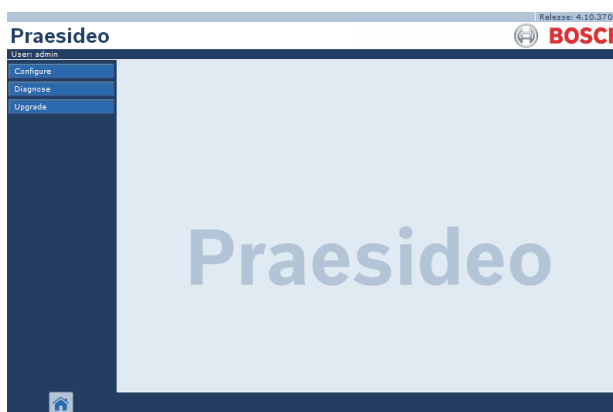 Release: 4.10.370
Praesideo
BOSCH
User: admin
Configure
Diagnose
Upgrade
Praesideo